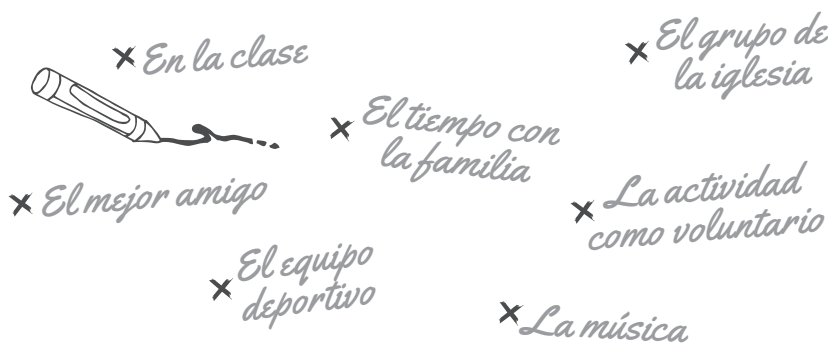 En la clase
El grupo de
la iglesia
El tiempo con
la familia
El mejor amigo
La actividad
como voluntario
El equipo
deportivo
La música